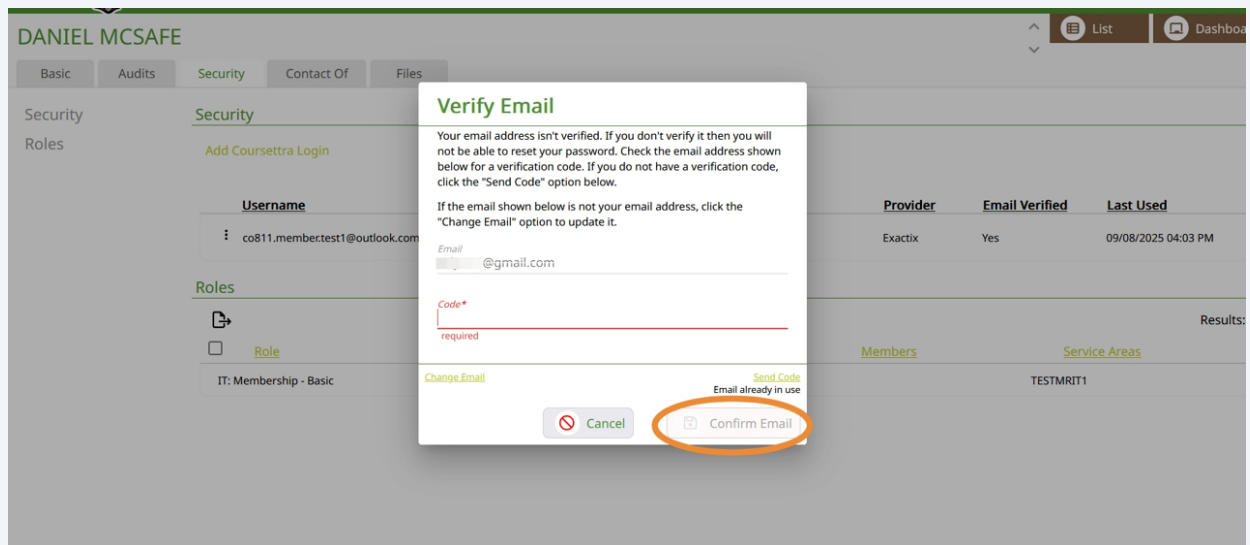 DANIEL MCSAFE
List
Dashboa
Basic
Audits
Security
Contact Of
Files
Security
Roles
Security
Add Coursettra Login
Username
Provider
Email Verified
Last Used
co811.member.test1@outlook.com
Exactix
Yes
09/08/2025 04:03 PM
Roles
Results:
Role
Members
Service Areas
IT: Membership - Basic
TESTMRIT1
Verify Email
Your email address isn't verified. If you don't verify it then you will
not be able to reset your password. Check the email address shown
below for a verification code. If you do not have a verification code,
click the "Send Code" option below.
If the email shown below is not your email address, click the
"Change Email" option to update it.
Email
@gmail.com
Code*
required
Change Email
Send Code
Email already in use
Cancel
Confirm Email